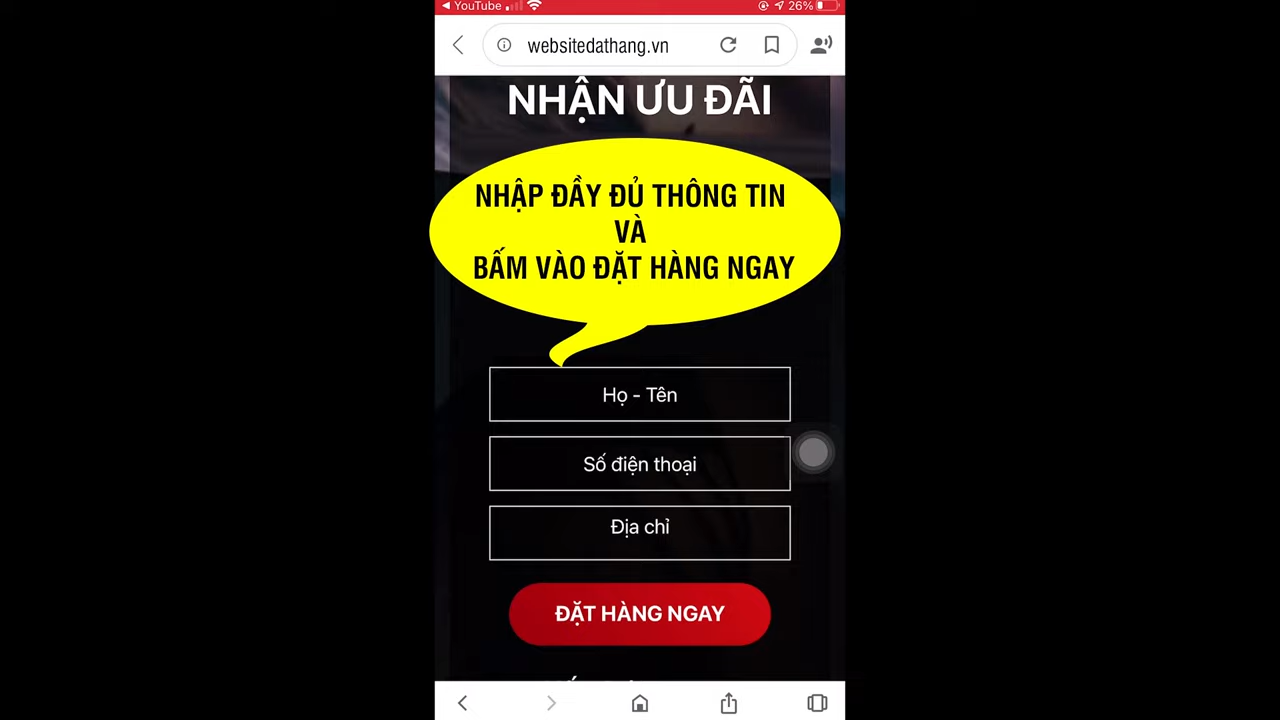 YouTube
26%
websitedathang.vn
NHẬN ƯU ĐÃI
NHẬP ĐẦY ĐỦ THÔNG TIN
VÀ
BẤM VÀO ĐẶT HÀNG NGAY
Họ - Tên
Số điện thoại
Địa chỉ
ĐẶT HÀNG NGAY